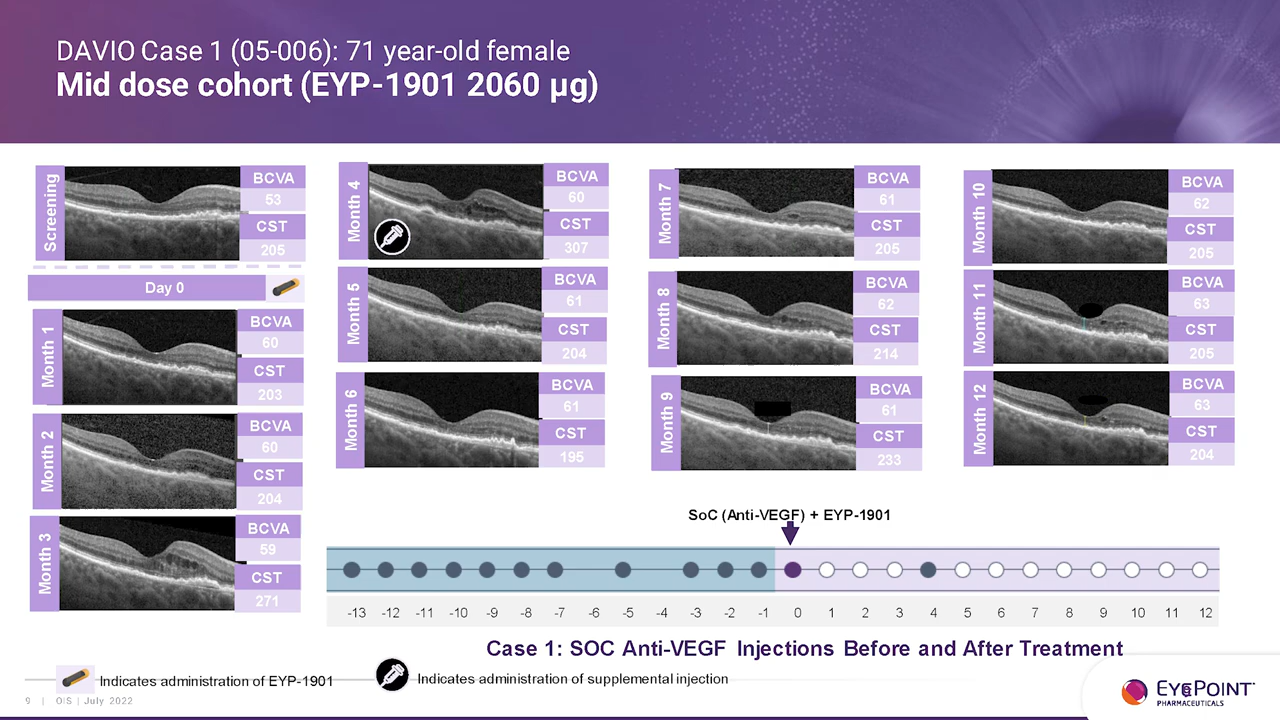 DAVIO Case 1 (05-006): 71 year-old female
Mid dose cohort (EYP-1901 2060 µg)
Screening
BCVA
53
CST
205
Day 0
Month 1
BCVA
60
CST
203
Month 2
BCVA
60
CST
204
Month 3
BCVA
59
CST
271
Month 4
BCVA
60
CST
307
Month 5
BCVA
61
CST
204
Month 6
BCVA
61
CST
195
Month 7
BCVA
61
CST
205
Month 8
BCVA
62
CST
214
Month 9
BCVA
61
CST
233
Month 10
BCVA
62
CST
205
Month 11
BCVA
63
CST
205
Month 12
BCVA
63
CST
204
SoC (Anti-VEGF) + EYP-1901
-13 -12 -11 -10 -9 -8 -7 -6 -5 -4 -3 -2 -1 0 1 2 3 4 5 6 7 8 9 10 11 12
Case 1: SOC Anti-VEGF Injections Before and After Treatment
Indicates administration of EYP-1901
Indicates administration of supplemental injection
9 | OIS | July 2022
EYEPOINT
PHARMACEUTICALS